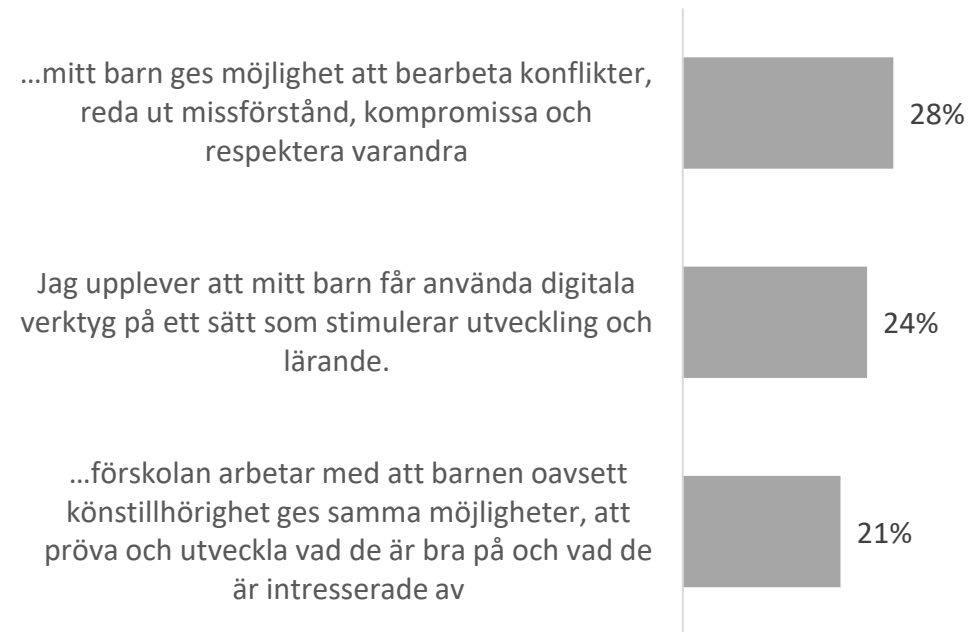 ...mitt barn ges möjlighet att bearbeta konflikter,
reda ut missförstånd, kompromissa och
respektera varandra
28%
Jag upplever att mitt barn får använda digitala
verktyg på ett sätt som stimulerar utveckling och
lärande.
24%
...förskolan arbetar med att barnen oavsett
könstillhörighet ges samma möjligheter, att
pröva och utveckla vad de är bra på och vad de
är intresserade av
21%